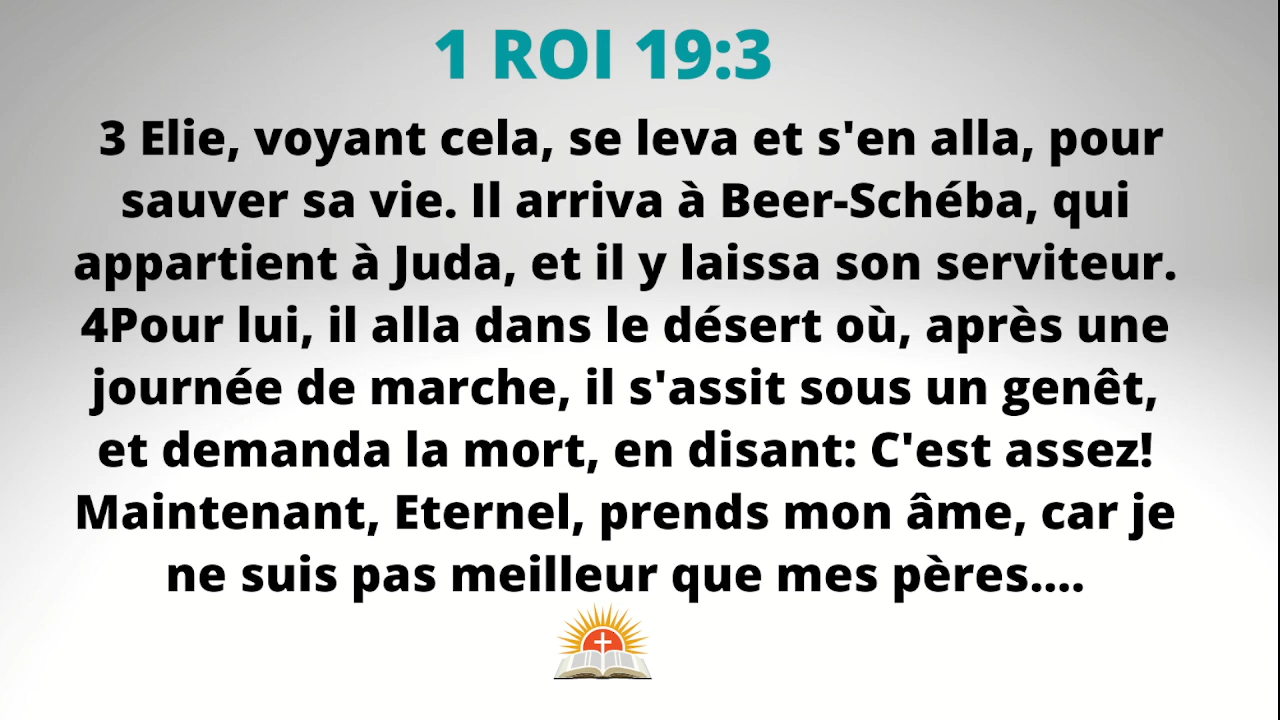 1 ROI 19:3
3 Elie, voyant cela, se leva et s'en alla, pour
sauver sa vie. Il arriva à Beer-Schéba, qui
appartient à Juda, et il y laissa son serviteur.
4Pour lui, il alla dans le désert où, après une
journée de marche, il s'assit sous un genêt,
et demanda la mort, en disant: C'est assez!
Maintenant, Eternel, prends mon âme, car je
ne suis pas meilleur que mes pères....